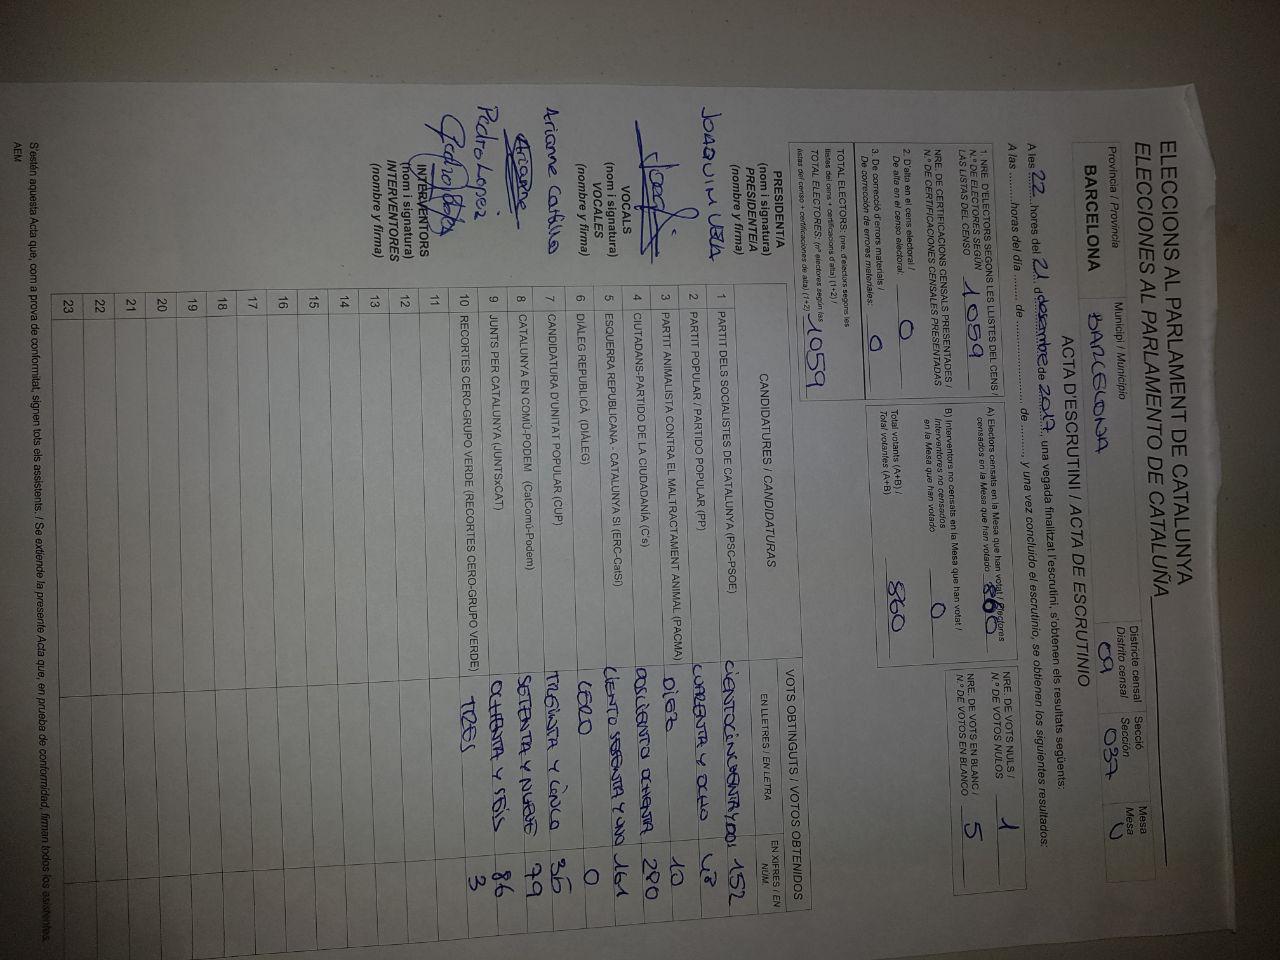 ELECCIONS AL PARLAMENT DE CATALUNYA
ELECCIONES AL PARLAMENTO DE CATALUÑA
Provincia / Provincia
BARCELONA
Municipi / Municipio
BARCELONA
Districte censal
Distrito censal
09
Secció
Sección
037
Mesa
Mesa
U
ACTA D'ESCRUTINI / ACTA DE ESCRUTINIO
A les 22 hores del 21 d desembre de 2017, una vegada finalitzat l'escrutini, s'obtenen els resultats següents:
A las ........ horas del día ........ de ........................ de ........, y una vez concluido el escrutinio, se obtienen los siguientes resultados:
1. NRE. D'ELECTORS SEGONS LES LLISTES DEL CENS /
N.º DE ELECTORES SEGÚN
LAS LISTAS DEL CENSO 1059
NRE. DE CERTIFICACIONS CENSALS PRESENTADES /
N.º DE CERTIFICACIONES CENSALES PRESENTADAS
2. D'alta en el cens electoral /
De alta en el censo electoral: 0
3. De correcció d'errors materials /
De corrección de errores materiales: 0
TOTAL ELECTORS: (nre. d'electors segons les
llistes del cens + certificacions d'alta) (1+2) /
TOTAL ELECTORES: (nº electores según las
listas del censo + certificaciones de alta) (1+2) 1059
A) Electors censats en la Mesa que han votat / Electores
censados en la Mesa que han votado 860
B) Interventors no censats en la Mesa que han votat /
Interventores no censados
en la Mesa que han votado 0
Total votants (A+B) /
Total votantes (A+B) 860
NRE. DE VOTS NULS /
N.º DE VOTOS NULOS 1
NRE. DE VOTS EN BLANC /
N.º DE VOTOS EN BLANCO 5
PRESIDENT/A
(nom i signatura)
PRESIDENTE/A
(nombre y firma)
JOAQUIM VELA
VOCALS
(nom i signatura)
VOCALES
(nombre y firma)
Arianne
Arianne
Pedro Lopez
INTERVENTORS
(nom i signatura)
INTERVENTORES
(nombre y firma)
CANDIDATURES / CANDIDATURAS
VOTS OBTINGUTS / VOTOS OBTENIDOS
EN LLETRES / EN LETRA
EN XIFRES / EN NÚM.
1 PARTIT DELS SOCIALISTES DE CATALUNYA (PSC-PSOE) CIENTOCINCUENTAYDOS 152
2 PARTIT POPULAR / PARTIDO POPULAR (PP) CUARENTA Y OCHO 48
3 PARTIT ANIMALISTA CONTRA EL MALTRACTAMENT ANIMAL (PACMA) DIEZ 10
4 CIUTADANS-PARTIDO DE LA CIUDADANÍA (C's) DOSCIENTO OCHENTA 280
5 ESQUERRA REPUBLICANA - CATALUNYA SÍ (ERC-CatSí) CIENTO SESENTA Y UNO 161
6 DIÀLEG REPUBLICÀ (DIÀLEG) CERO 0
7 CANDIDATURA D'UNITAT POPULAR (CUP) TREINTA Y CINCO 35
8 CATALUNYA EN COMÚ-PODEM (CatComú-Podem) SETENTA Y NUEVE 79
9 JUNTS PER CATALUNYA (JUNTSxCAT) OCHENTA Y SEIS 86
10 RECORTES CERO-GRUPO VERDE (RECORTES CERO-GRUPO VERDE) TRES 3
11
12
13
14
15
16
17
18
19
20
21
22
23
S'estén aquesta Acta que, com a prova de conformitat, signen tots els assistents. / Se extiende la presente Acta que, en prueba de conformidad, firman todos los asistentes.
AEM